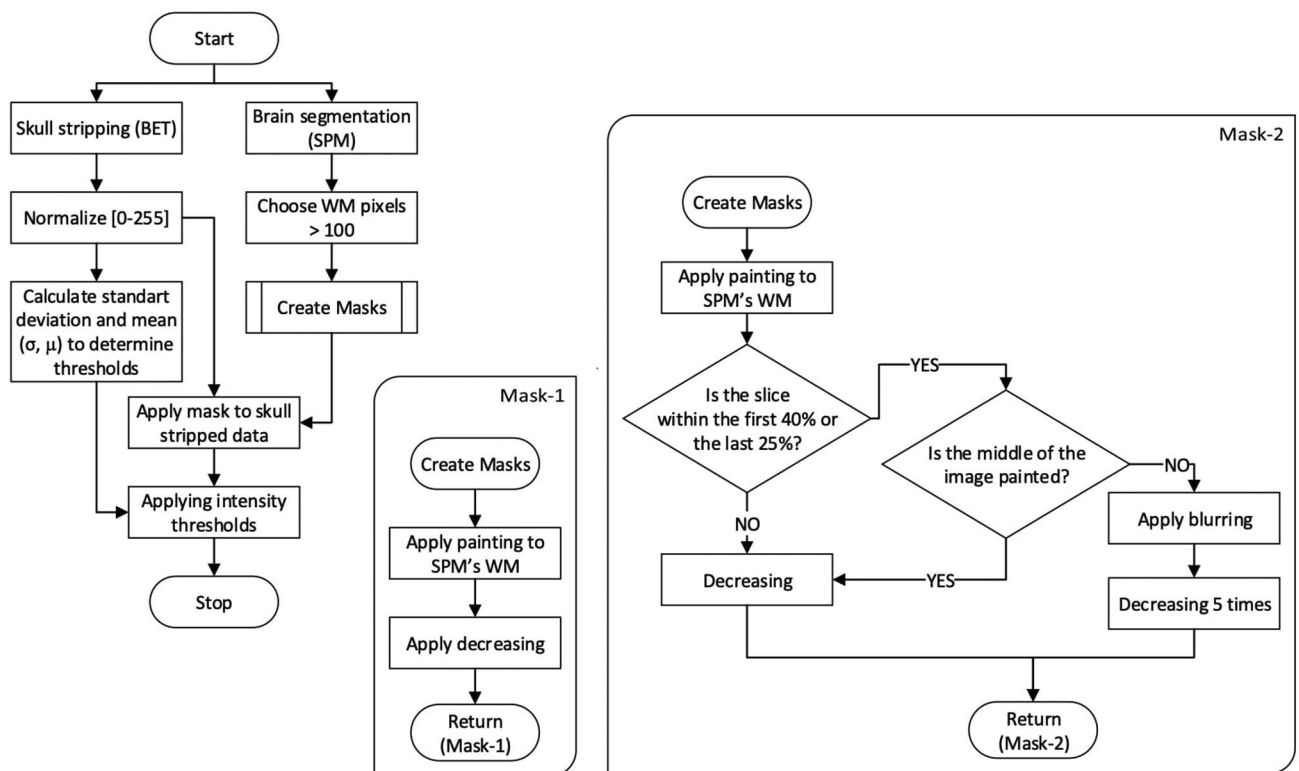 Start
Skull stripping (BET)
Brain segmentation
(SPM)
Normalize [0-255]
Choose WM pixels
> 100
Calculate standart
deviation and mean
(σ, μ) to determine
thresholds
Create Masks
Apply mask to skull
stripped data
Applying intensity
thresholds
Stop
Mask-1
Create Masks
Apply painting to
SPM's WM
Apply decreasing
Return
(Mask-1)
Mask-2
Create Masks
Apply painting to
SPM's WM
Is the slice
within the first 40% or
the last 25%?
YES
Is the middle of the
image painted?
NO
NO
Apply blurring
Decreasing
YES
Decreasing 5 times
Return
(Mask-2)